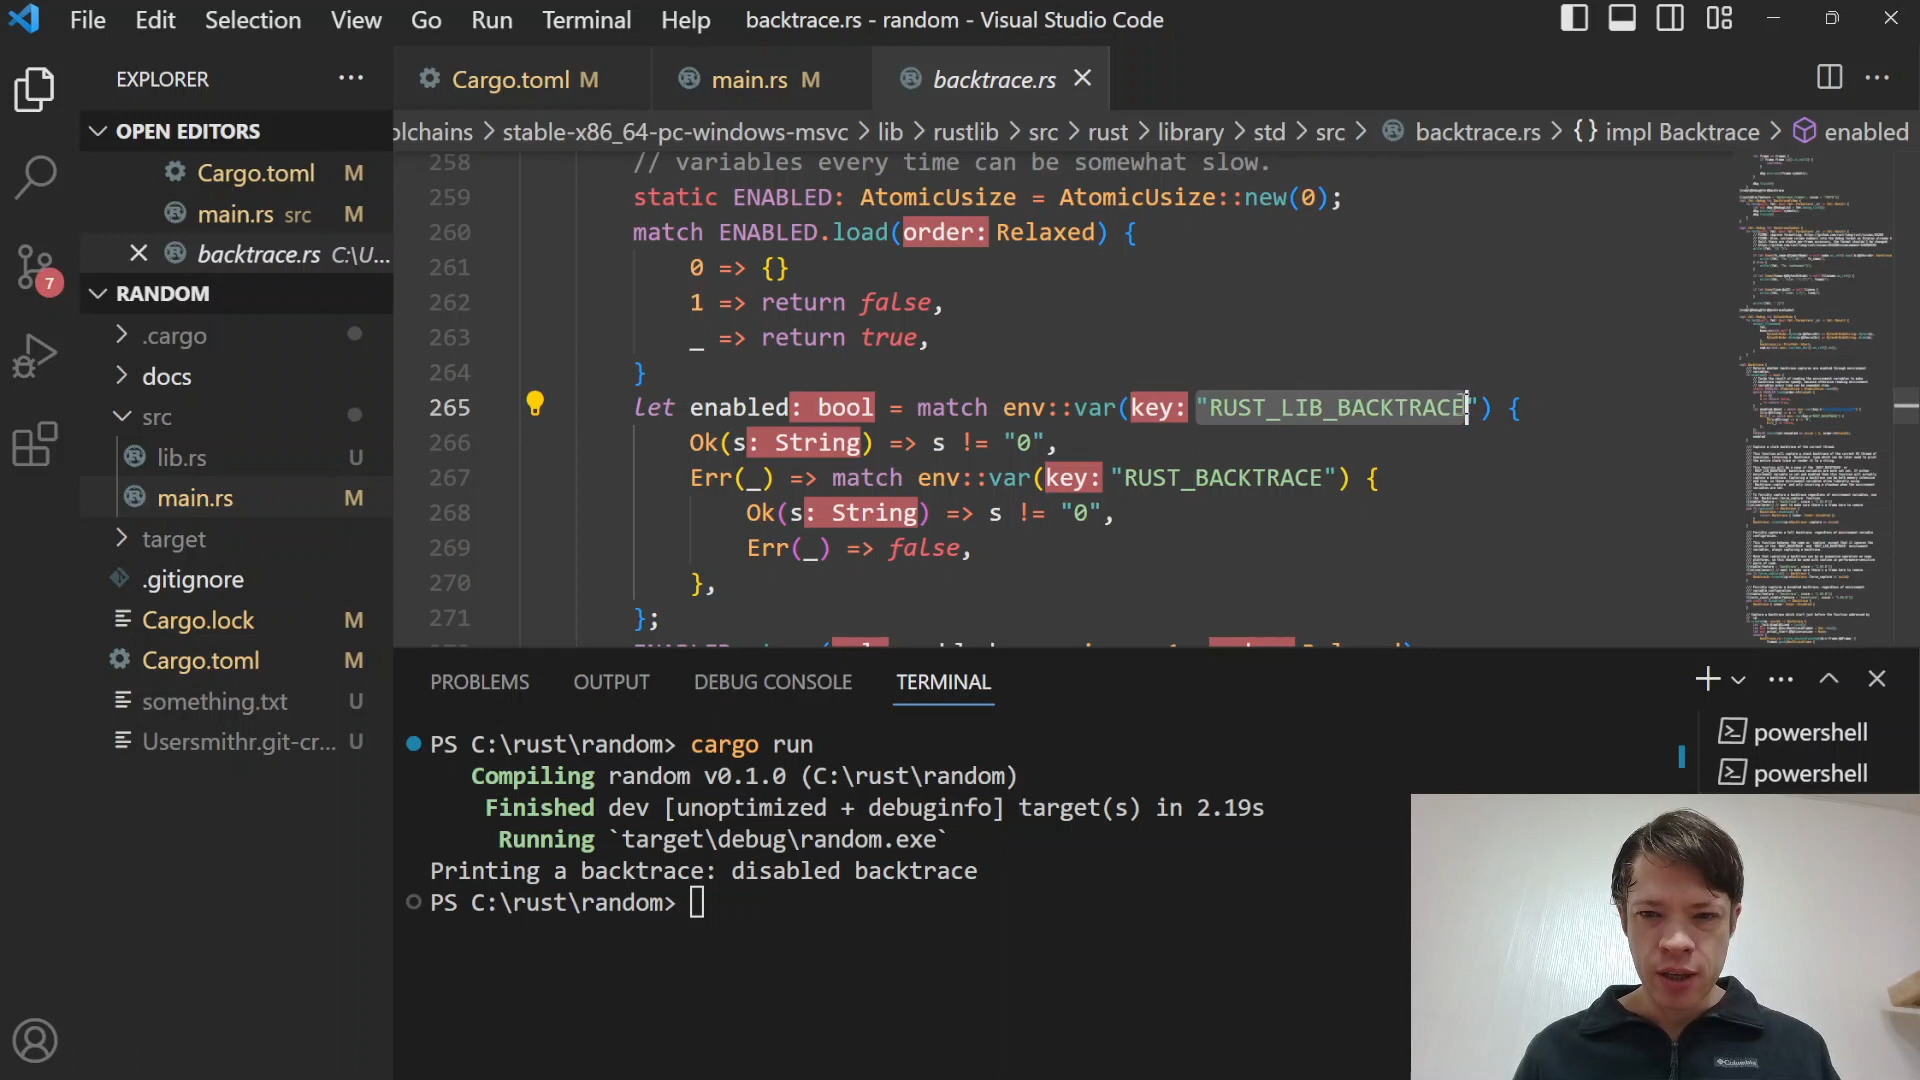 File Edit Selection View Go Run Terminal Help backtrace.rs - random - Visual Studio Code
EXPLORER
OPEN EDITORS
Cargo.toml M
main.rs src M
backtrace.rs C:\U...
7
RANDOM
.cargo
docs
src
lib.rs U
main.rs M
target
.gitignore
Cargo.lock M
Cargo.toml M
something.txt U
Usersmithr.git-cr... U
Cargo.toml M main.rs M backtrace.rs
olchains > stable-x86_64-pc-windows-msvc > lib > rustlib > src > rust > library > std > src > backtrace.rs > {} impl Backtrace > enabled
258 // variables every time can be somewhat slow.
259 static ENABLED: AtomicUsize = AtomicUsize::new(0);
260 match ENABLED.load(order: Relaxed) {
261 0 => {}
262 1 => return false,
263 _ => return true,
264 }
265 let enabled: bool = match env::var(key: "RUST_LIB_BACKTRACE") {
266 Ok(s: String) => s != "0",
267 Err(_) => match env::var(key: "RUST_BACKTRACE") {
268 Ok(s: String) => s != "0",
269 Err(_) => false,
270 },
271 };
PROBLEMS OUTPUT DEBUG CONSOLE TERMINAL
powershell
powershell
PS C:\rust\random> cargo run
Compiling random v0.1.0 (C:\rust\random)
Finished dev [unoptimized + debuginfo] target(s) in 2.19s
Running `target\debug\random.exe`
Printing a backtrace: disabled backtrace
PS C:\rust\random>
Columbia